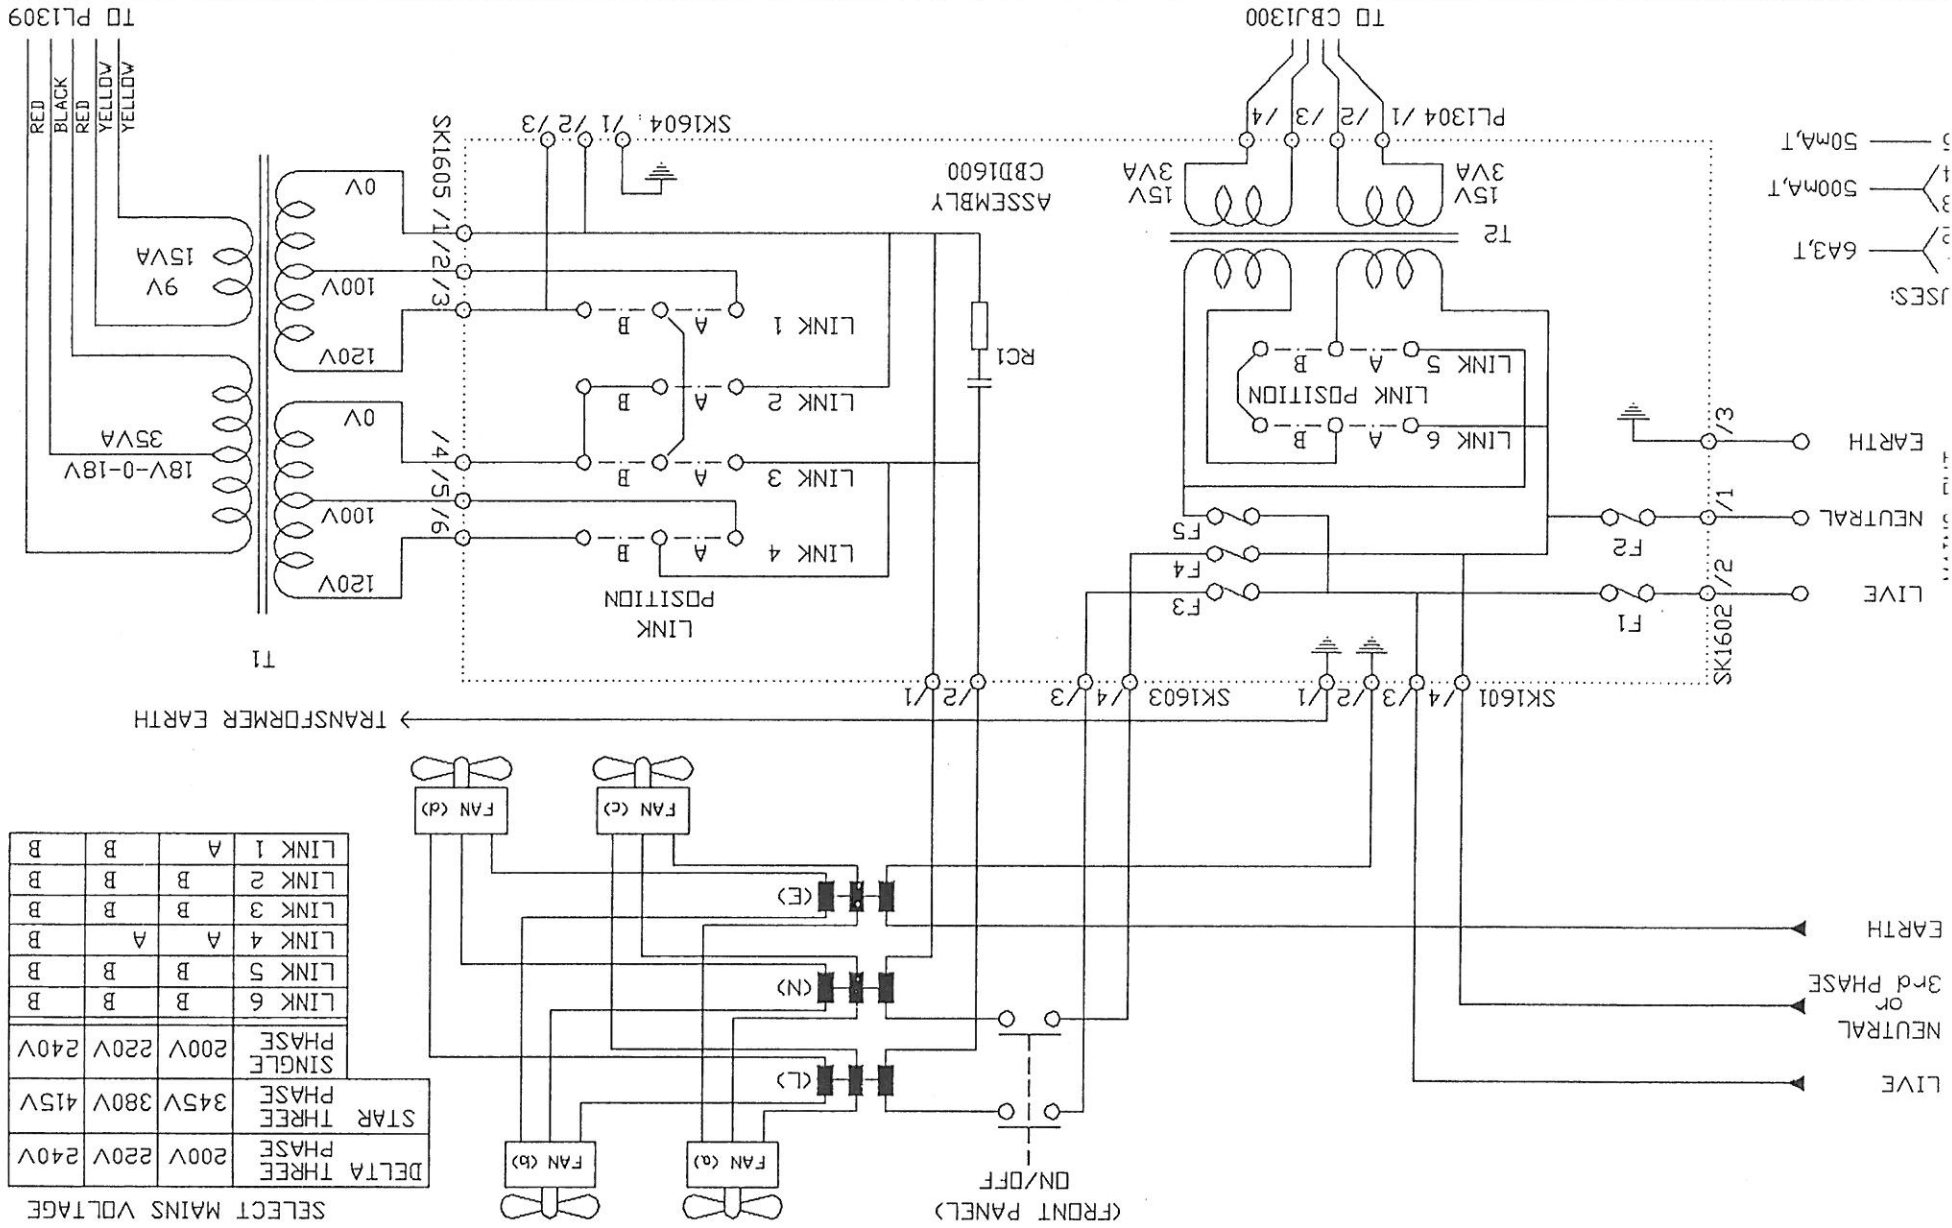 (FRONT PANEL)
ON/OFF
SELECT MAINS VOLTAGE
DELTA THREE PHASE 200V 220V 240V
STAR THREE PHASE 345V 380V 415V
SINGLE PHASE 200V 220V 240V
LINK 6 B B B
LINK 5 B B B
LINK 4 A A B
LINK 3 B B B
LINK 2 B B B
LINK 1 A B B
FAN (a)
FAN (b)
LIVE
(L)
NEUTRAL
or
3rd PHASE
(N)
EARTH
(E)
FAN (c)
FAN (d)
TRANSFORMER EARTH
SK1601 /4 /3 /2 /1
SK1603 /4 /3
/2 /1
T1
SK1602 /2 /1 /3
LIVE
F1
F3
F4
F5
NEUTRAL
F2
EARTH
LINK
POSITION
LINK 4 A B
LINK 3 A B
LINK 2 A B
LINK 1 A B
LINK 6 A B
LINK POSITION
LINK 5 A B
RC1
120V
100V
0V
120V
100V
0V
SK1605 /1 /2 /3
/4 /5 /6
18V-0-18V
35VA
9V
15VA
6A3,T
500mA,T
50mA,T
T2
15V
3VA
15V
3VA
ASSEMBLY
CBD1600
PL1304 /1 /2 /3 /4
SK1604: /1 /2 /3
YELLOW
YELLOW
RED
BLACK
RED
TO CBJ1300
TO PL1309